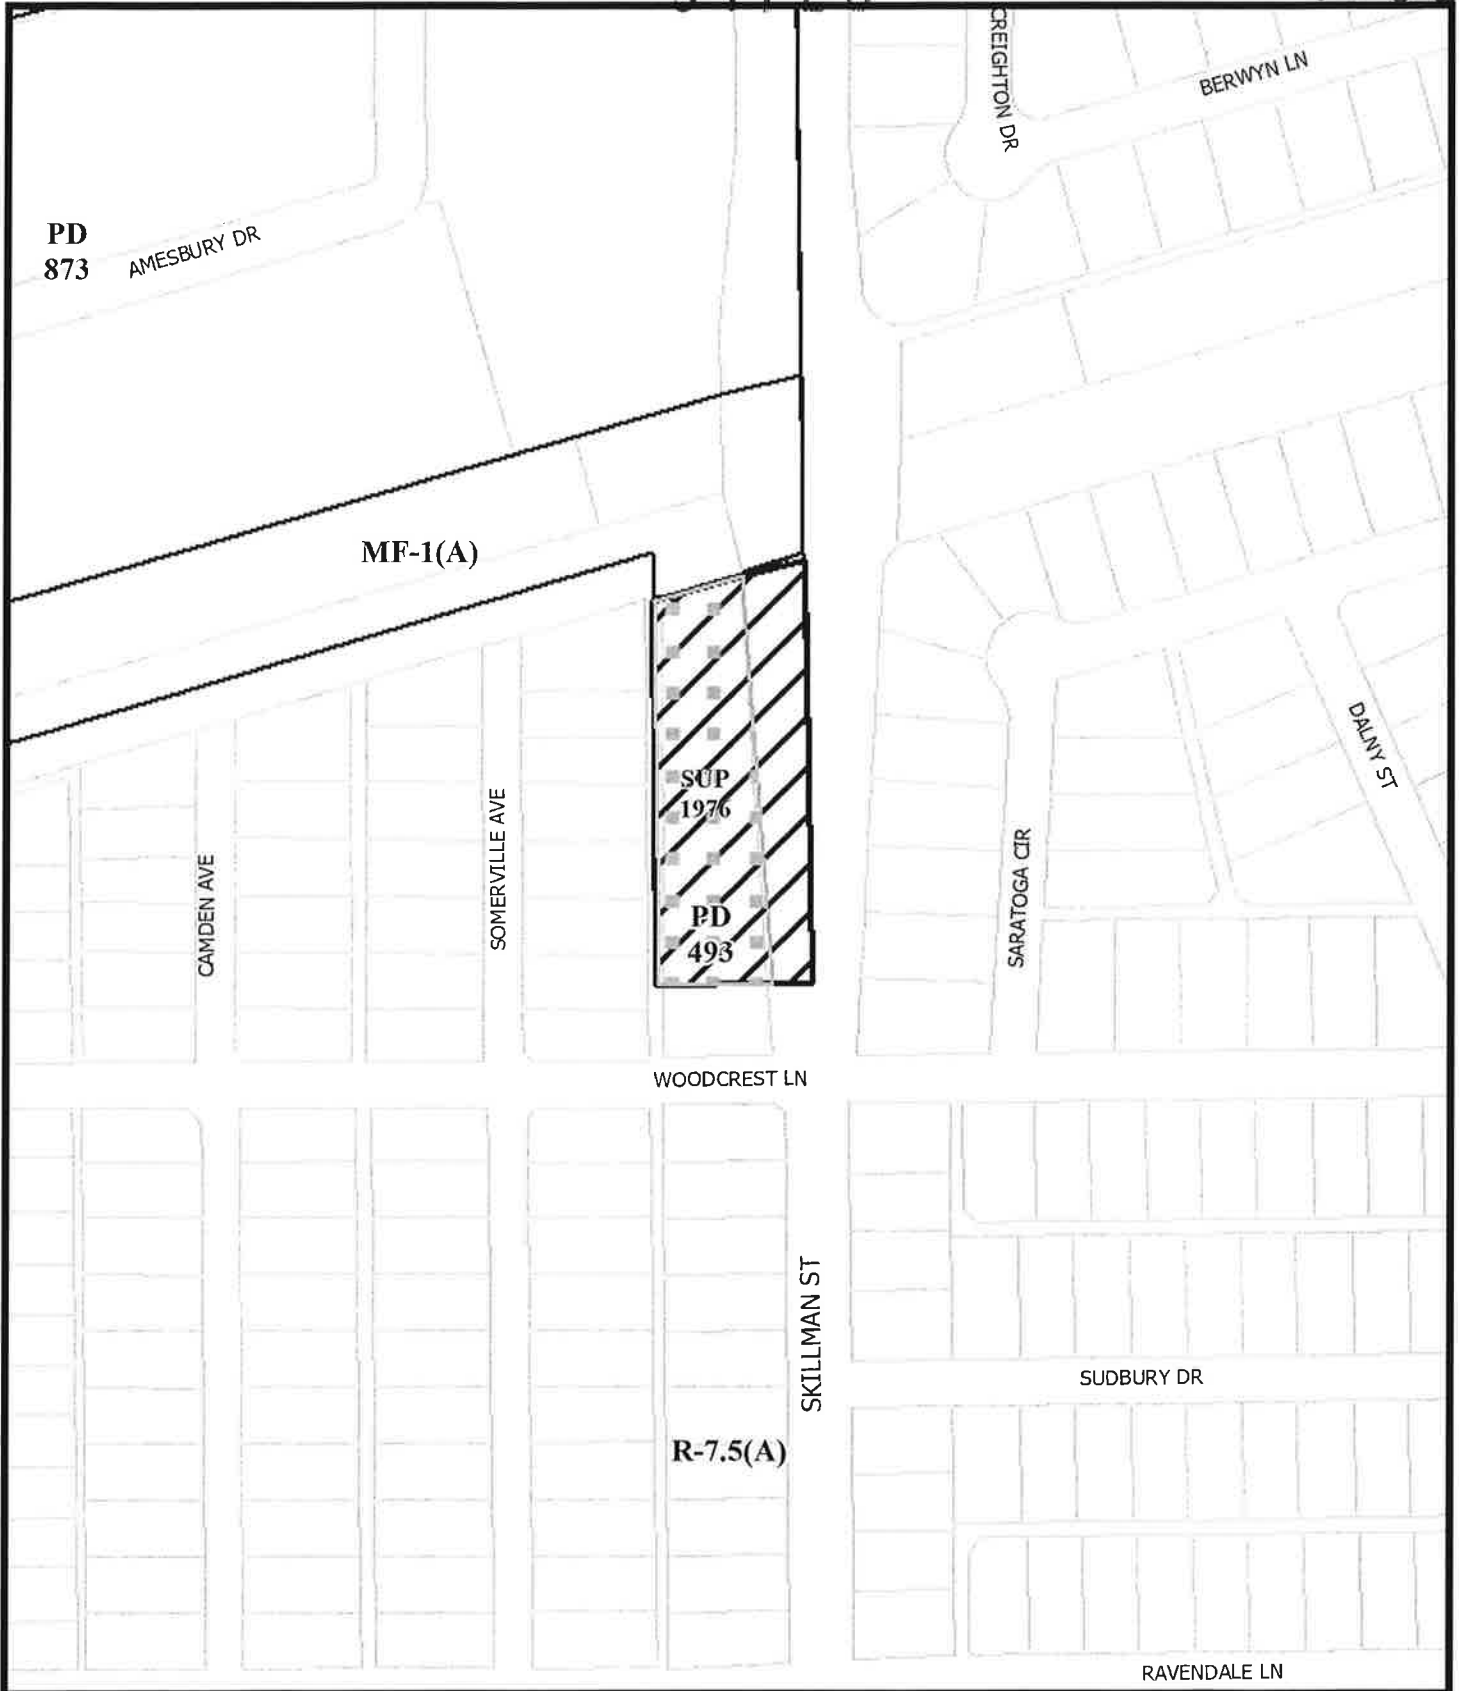 CREIGHTON DR
BERWYN LN
PD
873
AMESBURY DR
MF-1(A)
DALNY ST
SUP
1976
SOMERVILLE AVE
CAMDEN AVE
SARATOGA CIR
PD
493
WOODCREST LN
SKILLMAN ST
SUDBURY DR
R-7.5(A)
RAVENDALE LN